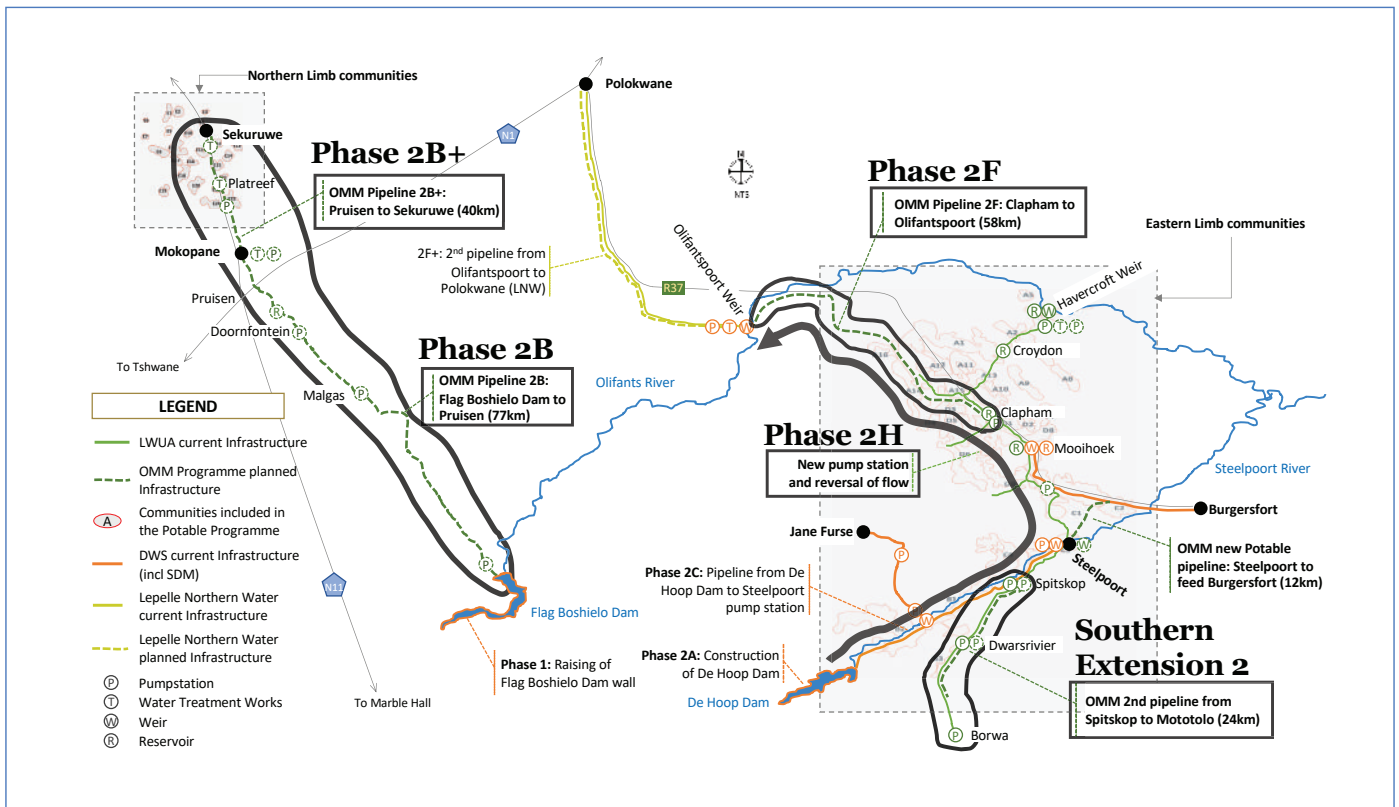 Northern Limb communities
Sekuruwe
T
Platreef
T
P
Mokopane
T P
Phase 2B+
OMM Pipeline 2B+:
Pruisen to Sekuruwe (40km)
N1
Polokwane
N
NTS
2F+: 2nd pipeline from
Olifantspoort to
Polokwane (LNW)
R37
P T W
Olifantspoort Weir
Phase 2F
OMM Pipeline 2F: Clapham to
Olifantspoort (58km)
Eastern Limb communities
Havercroft Weir
R W
P T P
R
Croydon
Pruisen
R
Doornfontein
P
To Tshwane
Malgas
P
Phase 2B
OMM Pipeline 2B:
Flag Boshielo Dam to
Pruisen (77km)
Olifants River
R
Clapham
P
R W R
Mooihoek
Phase 2H
New pump station
and reversal of flow
P
Steelpoort River
Burgersfort
P W
W
Steelpoort
OMM new Potable
pipeline: Steelpoort to
feed Burgersfort (12km)
Jane Furse
P
Phase 2C: Pipeline from De
Hoop Dam to Steelpoort
pump station
W
P P
Spitskop
P P
Dwarsrivier
Southern
Extension 2
OMM 2nd pipeline from
Spitskop to Mototolo (24km)
P
Borwa
Phase 2A: Construction
of De Hoop Dam
De Hoop Dam
P
Flag Boshielo Dam
Phase 1: Raising of
Flag Boshielo Dam wall
N11
To Marble Hall
LEGEND
LWUA current Infrastructure
OMM Programme planned
Infrastructure
A
Communities included in
the Potable Programme
DWS current Infrastructure
(incl SDM)
Lepelle Northern Water
current Infrastructure
Lepelle Northern Water
planned Infrastructure
P Pumpstation
T Water Treatment Works
W Weir
R Reservoir